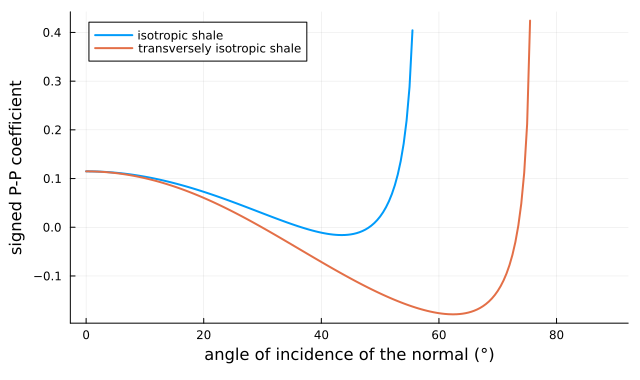 isotropic shale
transversely isotropic shale
signed P-P coefficient
0.4
0.3
0.2
0.1
0.0
−0.1
0 20 40 60 80
angle of incidence of the normal (°)